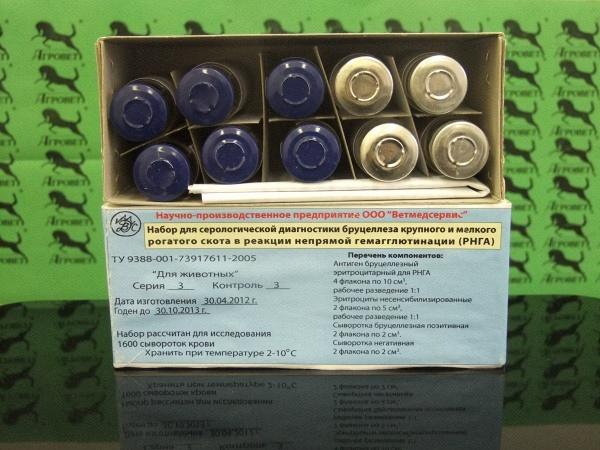 АГРОВЕТ
Научно-производственное предприятие ООО "Ветмедсервис"
Набор для серологической диагностики бруцеллеза крупного и мелкого
рогатого скота в реакции непрямой гемагглютинации (РНГА)
ТУ 9388-001-73917611-2005
"Для животных"
Серия 3 Контроль 3
Дата изготовления 30.04.2012 г.
Годен до 30.10.2013 г.
Набор рассчитан для исследования
1600 сывороток крови
Хранить при температуре 2-10°С
Перечень компонентов:
Антиген бруцеллезный
эритроцитарный для РНГА
4 флакона по 10 см³,
рабочее разведение 1:1
Эритроциты несенсибилизированные
2 флакона по 5 см³,
рабочее разведение 1:1
Сыворотка бруцеллезная позитивная
2 флакона по 2 см³.
Сыворотка негативная
2 флакона по 2 см³.